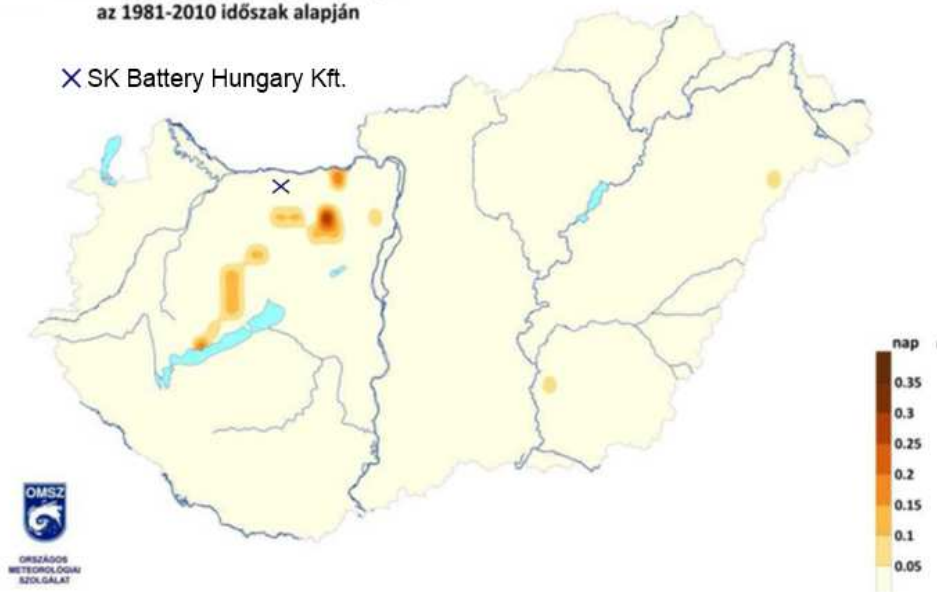 az 1981-2010 időszak alapján
× SK Battery Hungary Kft.
nap
0.35
0.3
0.25
0.2
0.15
0.1
0.05
OMSZ
ORSZÁGOS
METEOROLÓGIAI
SZOLGÁLAT